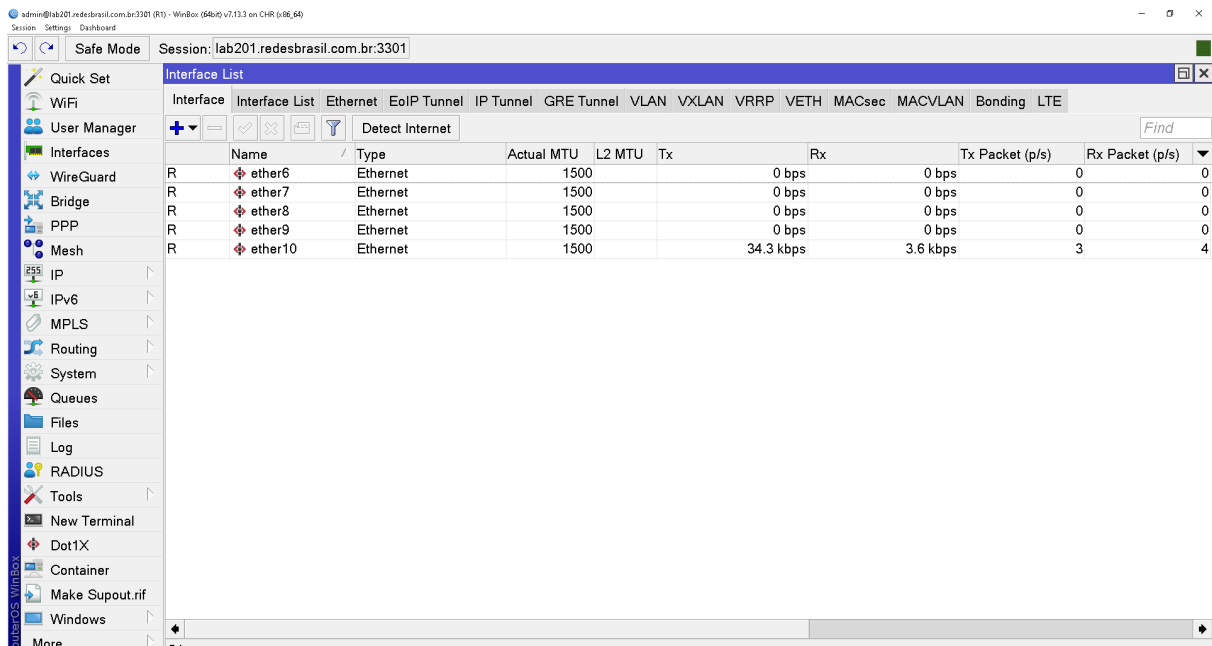 admin@lab201.redesbrasil.com.br:3301 (R1) - WinBox (64bit) v7.13.3 on CHR (x86_64)
Session Settings Dashboard
Safe Mode Session: lab201.redesbrasil.com.br:3301
Interface List
Interface Interface List Ethernet EoIP Tunnel IP Tunnel GRE Tunnel VLAN VXLAN VRRP VETH MACsec MACVLAN Bonding LTE
Detect Internet Find
Name Type Actual MTU L2 MTU Tx Rx Tx Packet (p/s) Rx Packet (p/s)
R ether6 Ethernet 1500 0 bps 0 bps 0 0
R ether7 Ethernet 1500 0 bps 0 bps 0 0
R ether8 Ethernet 1500 0 bps 0 bps 0 0
R ether9 Ethernet 1500 0 bps 0 bps 0 0
R ether10 Ethernet 1500 34.3 kbps 3.6 kbps 3 4
Quick Set
WiFi
User Manager
Interfaces
WireGuard
Bridge
PPP
Mesh
255 IP
v6 IPv6
MPLS
Routing
System
Queues
Files
Log
RADIUS
Tools
New Terminal
Dot1X
Container
Make Supout.rif
Windows
More
outerOS WinBox